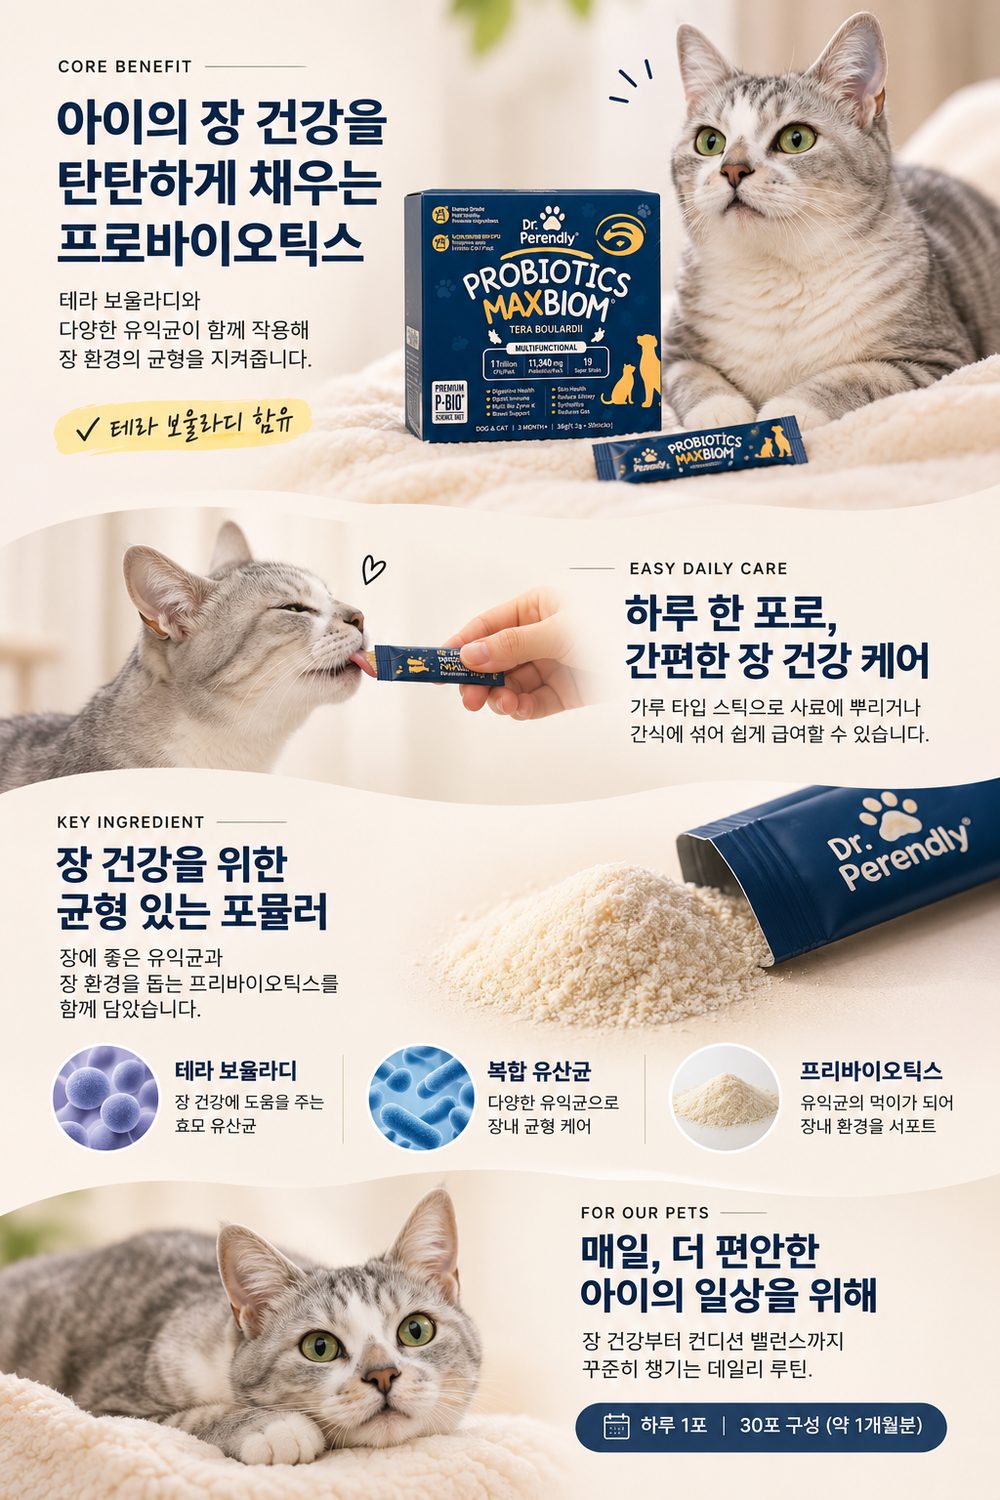 CORE BENEFIT
아이의 장 건강을
탄탄하게 채우는
프로바이오틱스
테라 보울라디와
다양한 유익균이 함께 작용해
장 환경의 균형을 지켜줍니다.
✓ 테라 보울라디 함유
Dr.
Perendly®
PROBIOTICS
MAXBIOM®
TERA BOULARDII
MULTIFUNCTIONAL
1 Trillion
11,340 mg
19
Super Strain
PREMIUM
P-BIO
Digestive Health
Skin Health
DOG & CAT | 3 MONTH+
PROBIOTICS
MAXBIOM
EASY DAILY CARE
하루 한 포로,
간편한 장 건강 케어
가루 타입 스틱으로 사료에 뿌리거나
간식에 섞어 쉽게 급여할 수 있습니다.
KEY INGREDIENT
장 건강을 위한
균형 있는 포뮬러
장에 좋은 유익균과
장 환경을 돕는 프리바이오틱스를
함께 담았습니다.
Dr.
Perendly®
테라 보울라디
장 건강에 도움을 주는
효모 유산균
복합 유산균
다양한 유익균으로
장내 균형 케어
프리바이오틱스
유익균의 먹이가 되어
장내 환경을 서포트
FOR OUR PETS
매일, 더 편안한
아이의 일상을 위해
장 건강부터 컨디션 밸런스까지
꾸준히 챙기는 데일리 루틴.
하루 1포 | 30포 구성 (약 1개월분)